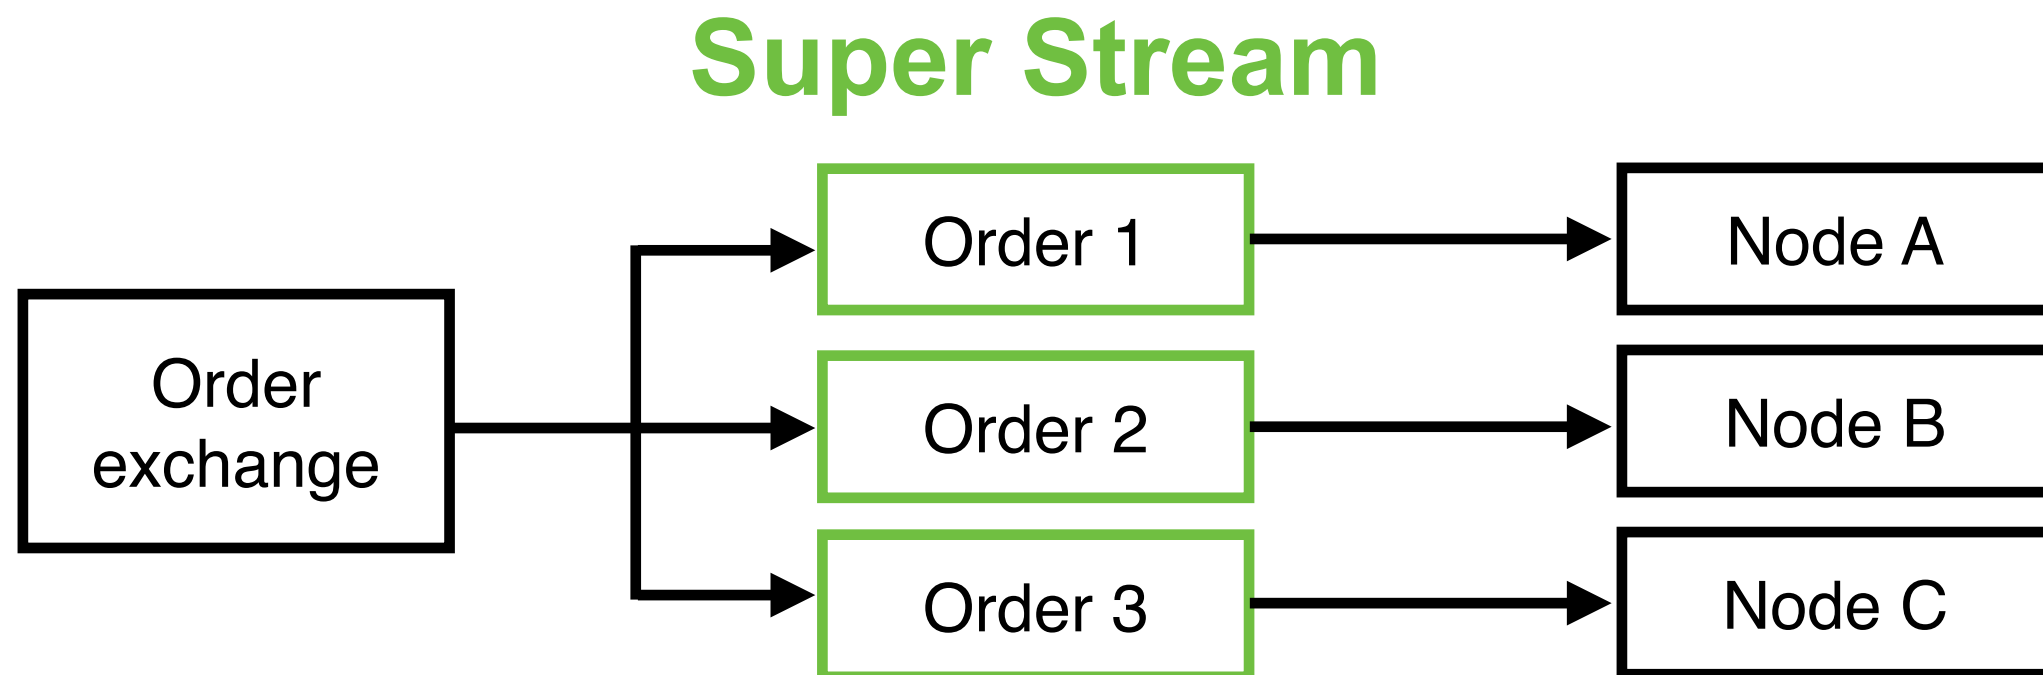 Super Stream
Order
exchange
Order 1
Order 2
Order 3
Node A
Node B
Node C